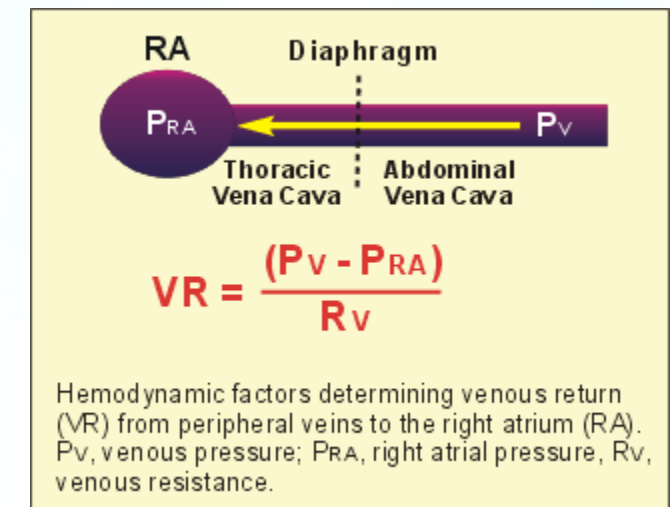 RA
Diaphragm
PRA
PV
Thoracic Vena Cava
Abdominal Vena Cava
VR = (PV - PRA) / RV
Hemodynamic factors determining venous return
(VR) from peripheral veins to the right atrium (RA).
PV, venous pressure; PRA, right atrial pressure, RV,
venous resistance.